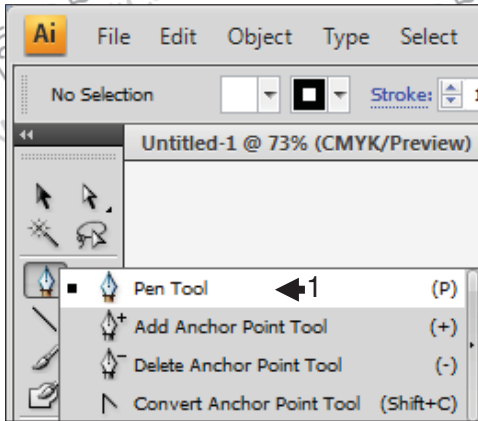 Ai File Edit Object Type Select
No Selection Stroke: 1
Untitled-1 @ 73% (CMYK/Preview)
Pen Tool 1 (P)
Add Anchor Point Tool (+)
Delete Anchor Point Tool (-)
Convert Anchor Point Tool (Shift+C)